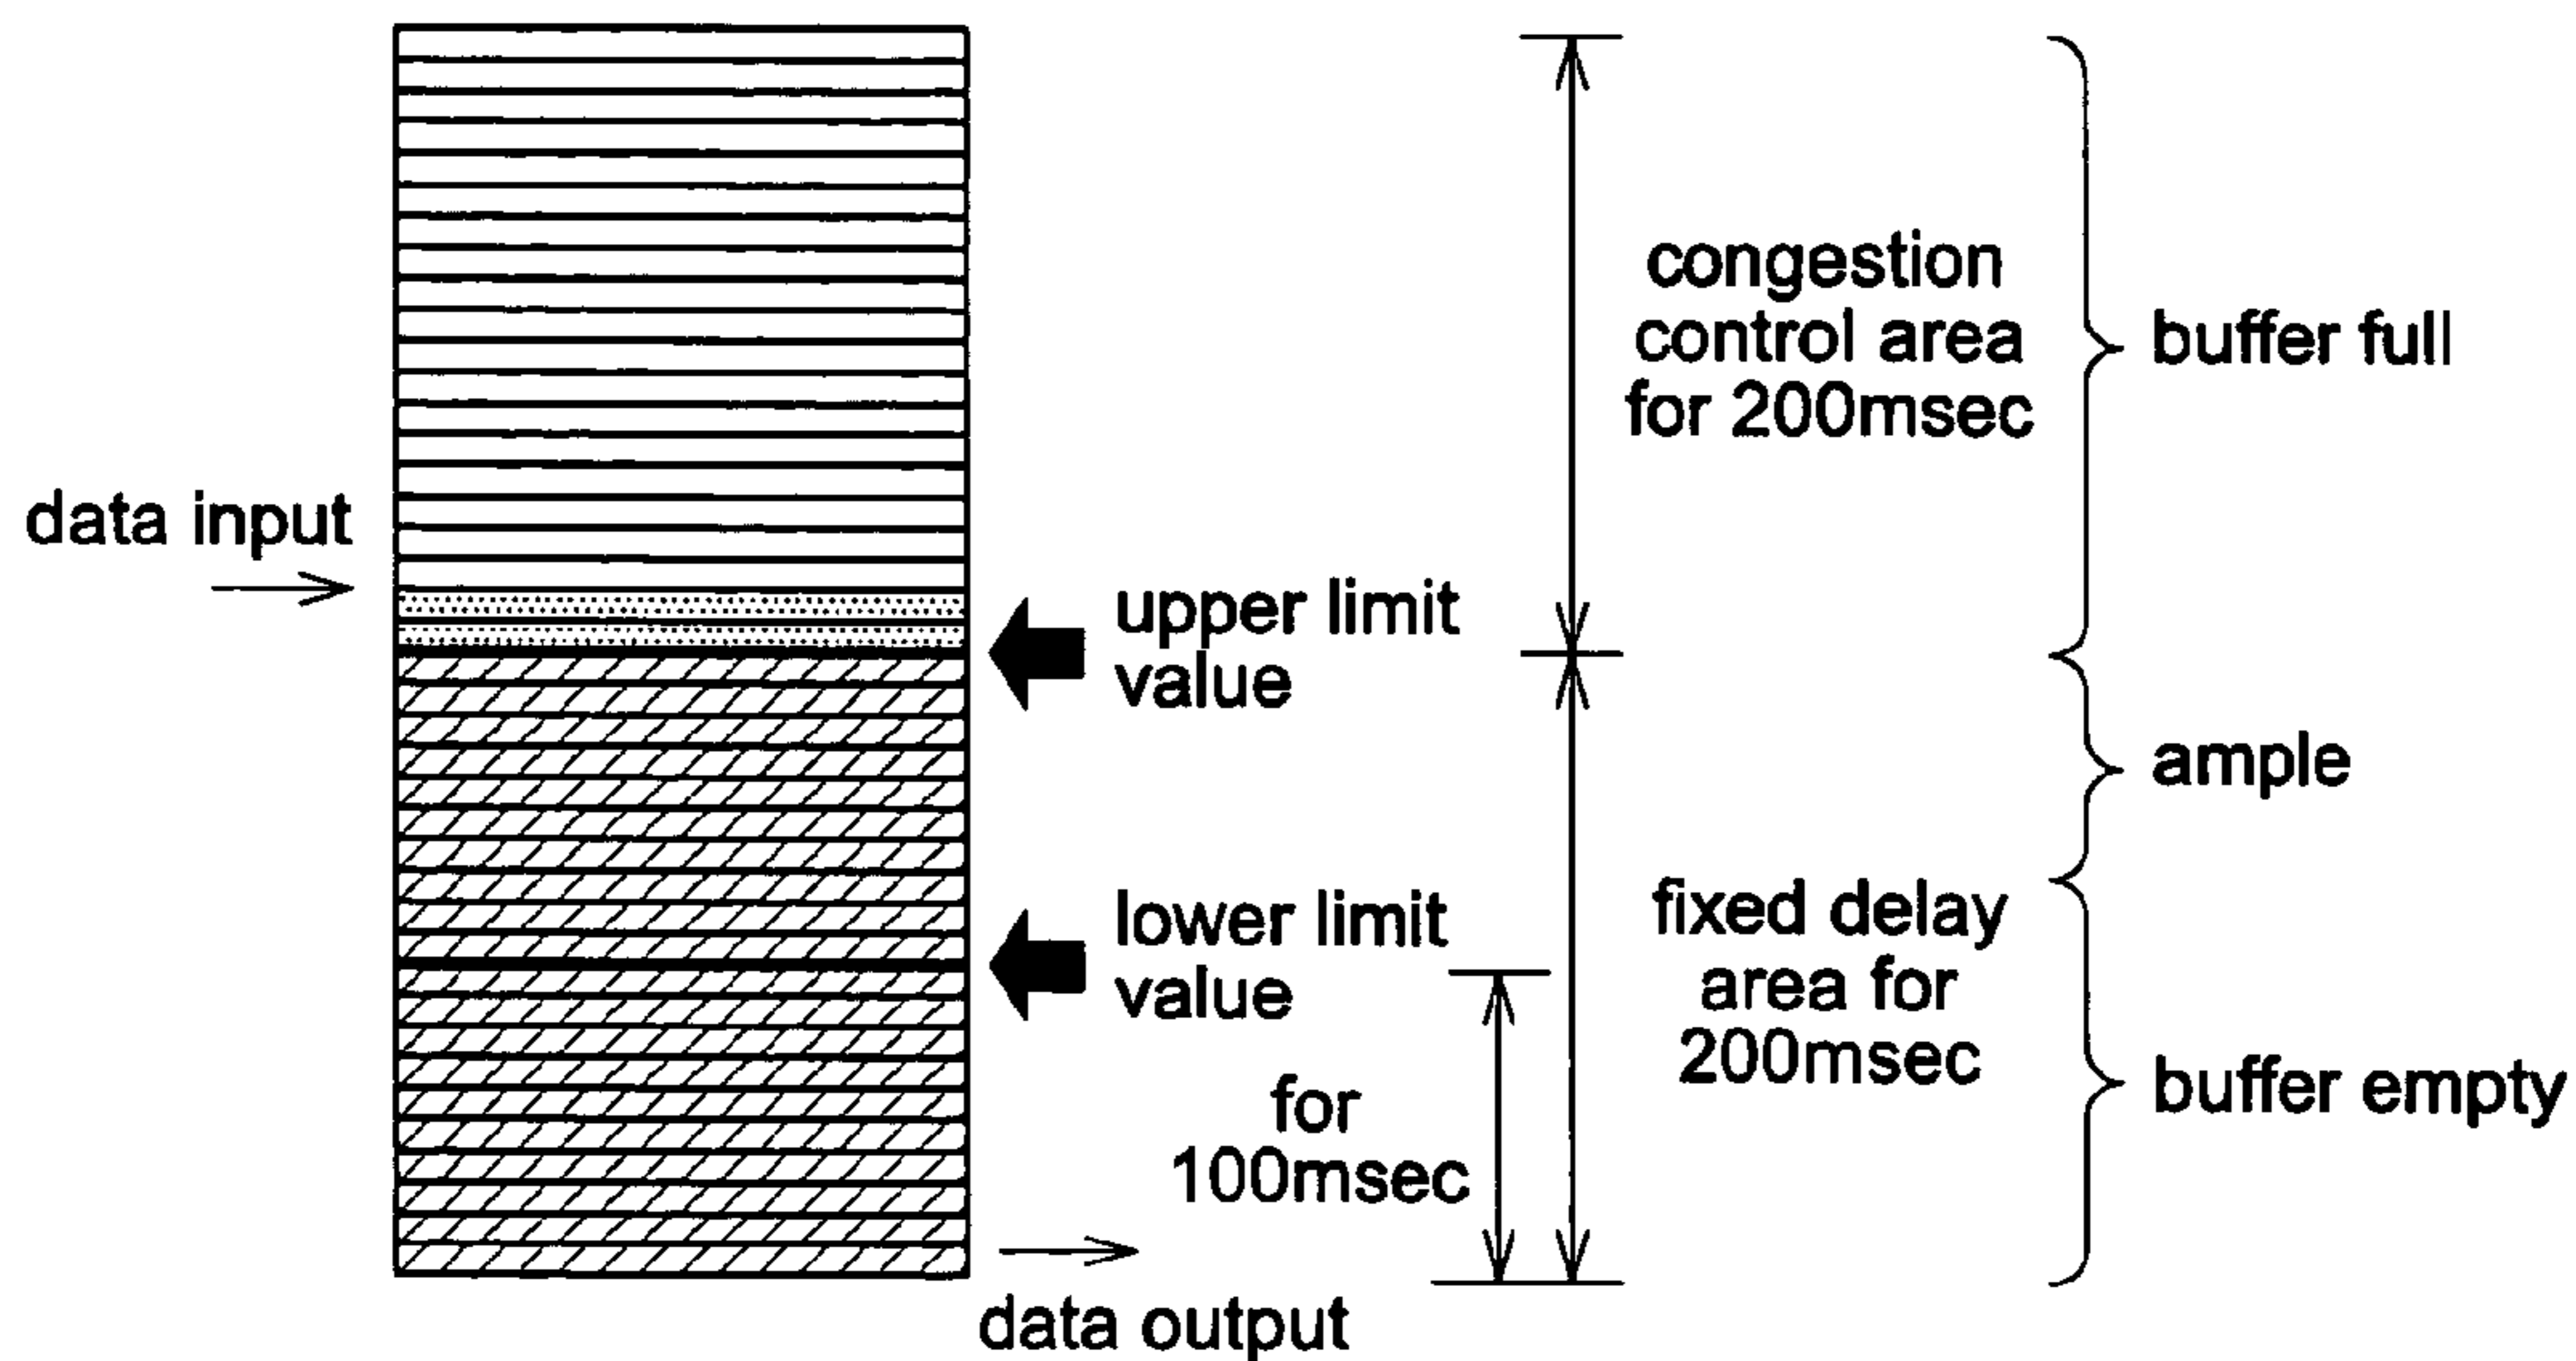 data input
upper limit
value
lower limit
value
for
100msec
data output
congestion
control area
for 200msec
fixed delay
area for
200msec
buffer full
ample
buffer empty